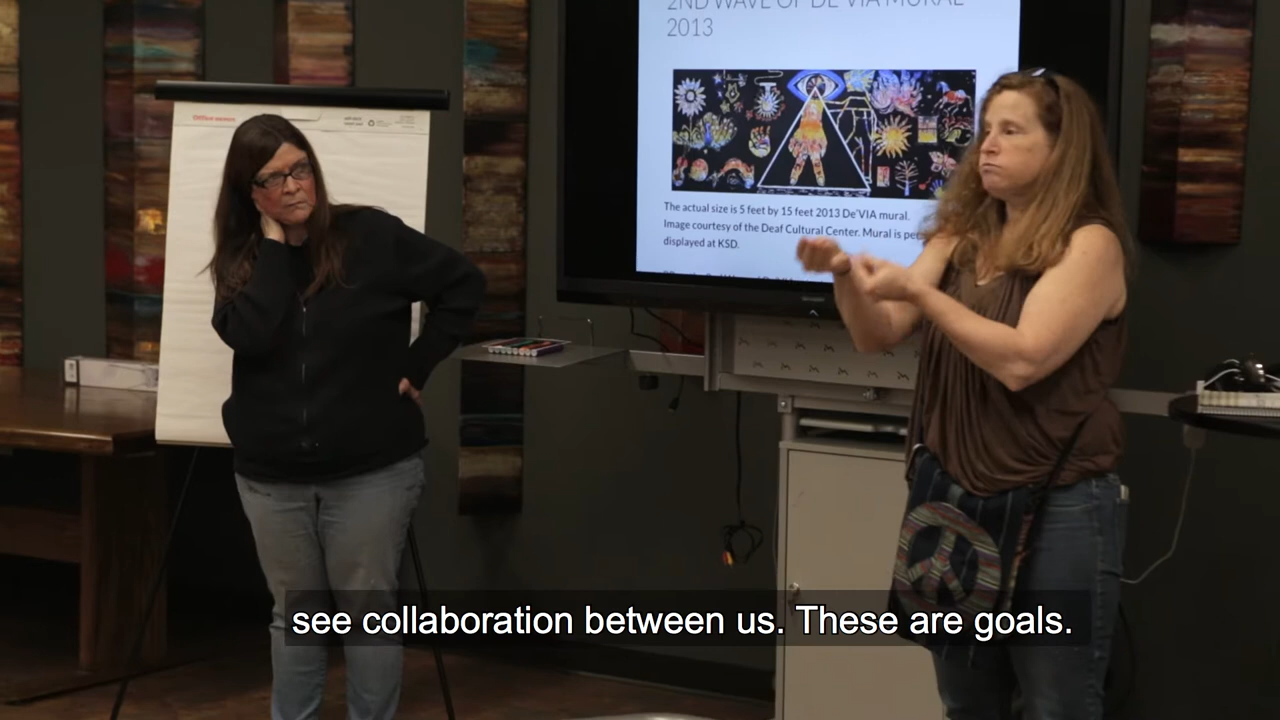 2ND WAVE OF DE'VIA MURAL
2013
Office DEPOT
The actual size is 5 feet by 15 feet 2013 De'VIA mural.
Image courtesy of the Deaf Cultural Center. Mural is
displayed at KSD.
see collaboration between us. These are goals.